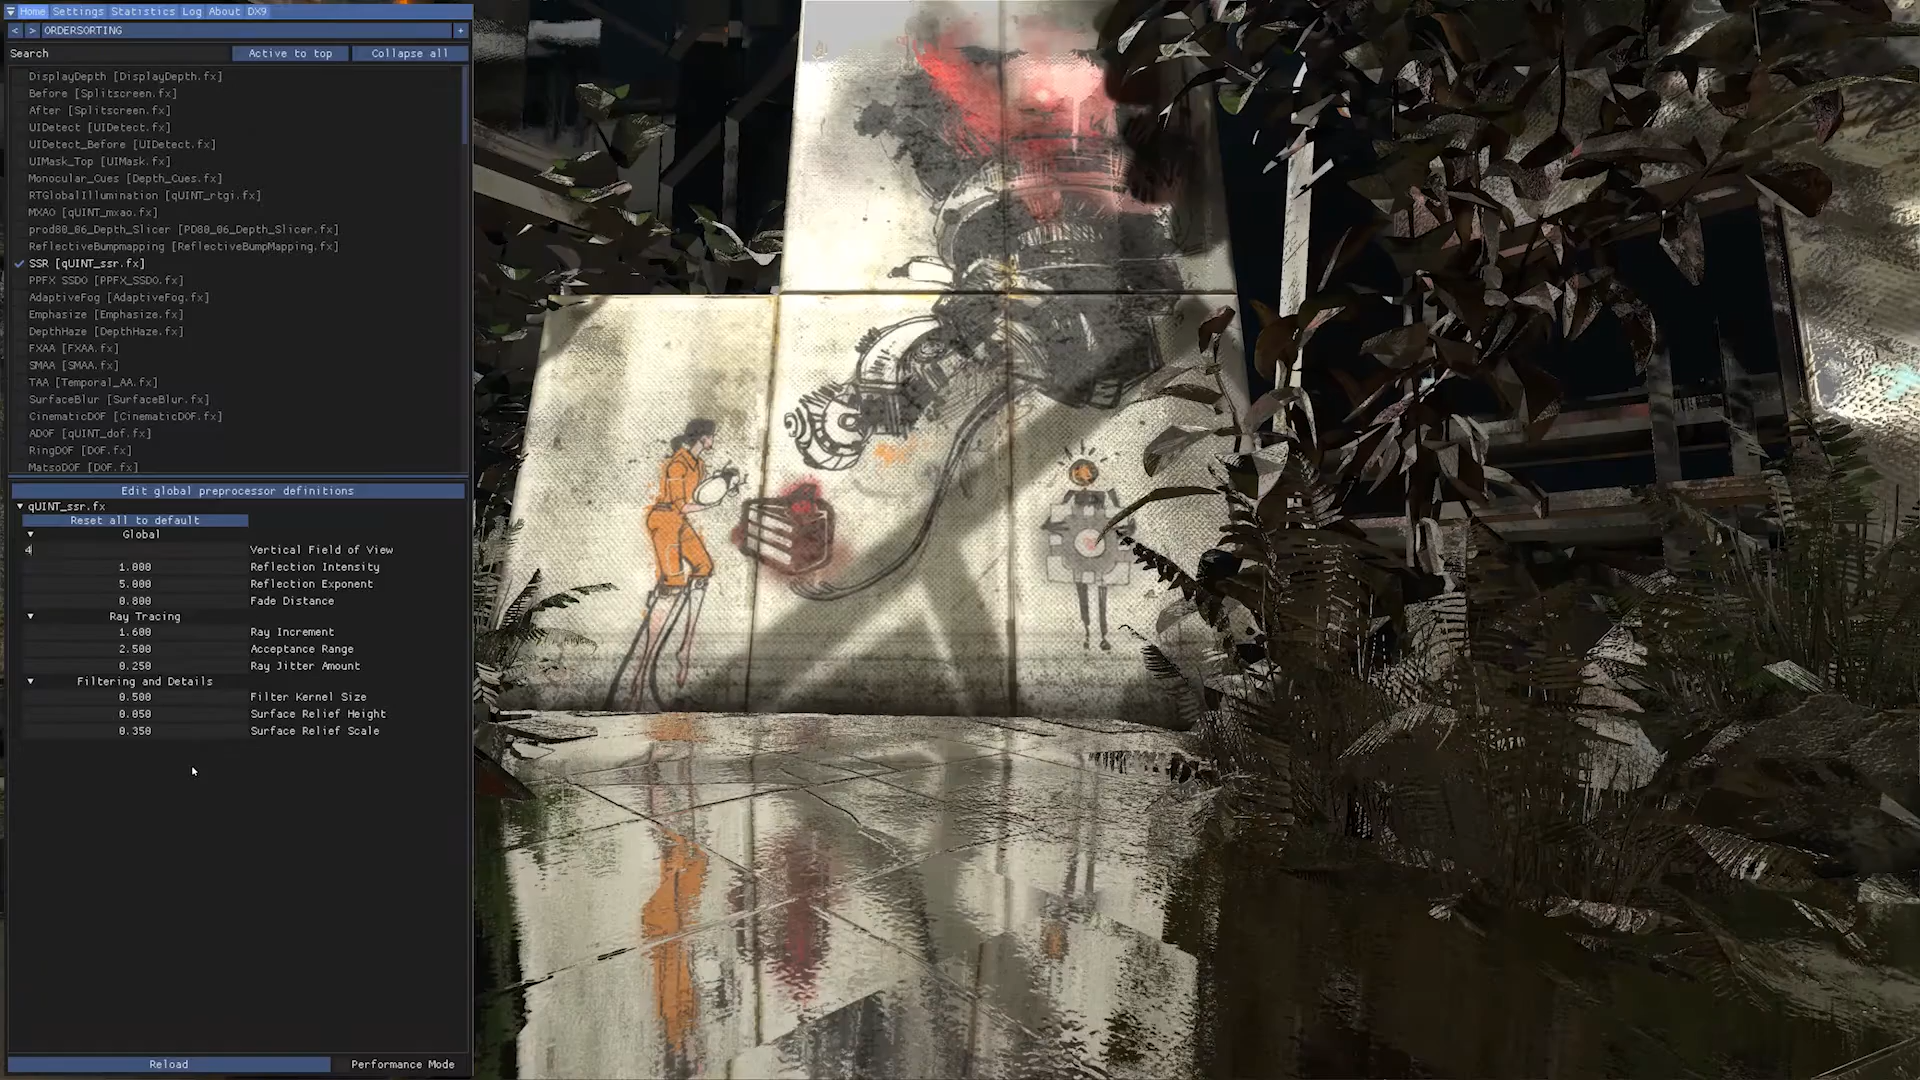 Home Settings Statistics Log About DX9
< > ORDERSORTING +
Search Active to top Collapse all
DisplayDepth [DisplayDepth.fx]
Before [Splitscreen.fx]
After [Splitscreen.fx]
UIDetect [UIDetect.fx]
UIDetect_Before [UIDetect.fx]
UIMask_Top [UIMask.fx]
Monocular_Cues [Depth_Cues.fx]
RTGlobalIllumination [qUINT_rtgi.fx]
MXAO [qUINT_mxao.fx]
prod80_06_Depth_Slicer [PD80_06_Depth_Slicer.fx]
ReflectiveBumpmapping [ReflectiveBumpMapping.fx]
SSR [qUINT_ssr.fx]
PPFX SSDO [PPFX_SSDO.fx]
AdaptiveFog [AdaptiveFog.fx]
Emphasize [Emphasize.fx]
DepthHaze [DepthHaze.fx]
FXAA [FXAA.fx]
SMAA [SMAA.fx]
TAA [Temporal_AA.fx]
SurfaceBlur [SurfaceBlur.fx]
CinematicDOF [CinematicDOF.fx]
ADOF [qUINT_dof.fx]
RingDOF [DOF.fx]
MatsoDOF [DOF.fx]
Edit global preprocessor definitions
qUINT_ssr.fx
Reset all to default
Global
4 Vertical Field of View
1.000 Reflection Intensity
5.000 Reflection Exponent
0.800 Fade Distance
Ray Tracing
1.600 Ray Increment
2.500 Acceptance Range
0.250 Ray Jitter Amount
Filtering and Details
0.500 Filter Kernel Size
0.050 Surface Relief Height
0.350 Surface Relief Scale
Reload Performance Mode